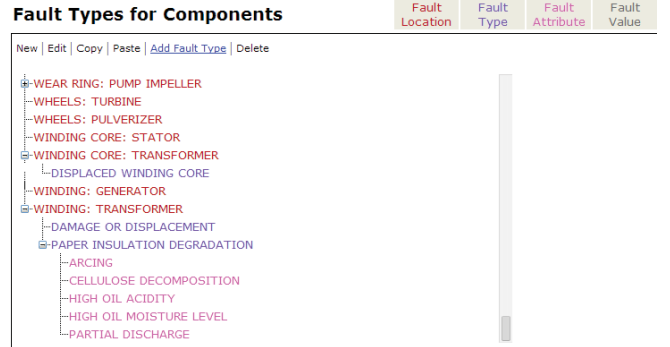 Fault Types for Components
Fault Location
Fault Type
Fault Attribute
Fault Value
New | Edit | Copy | Paste | Add Fault Type | Delete
WEAR RING: PUMP IMPELLER
WHEELS: TURBINE
WHEELS: PULVERIZER
WINDING CORE: STATOR
WINDING CORE: TRANSFORMER
DISPLACED WINDING CORE
WINDING: GENERATOR
WINDING: TRANSFORMER
DAMAGE OR DISPLACEMENT
PAPER INSULATION DEGRADATION
ARCING
CELLULOSE DECOMPOSITION
HIGH OIL ACIDITY
HIGH OIL MOISTURE LEVEL
PARTIAL DISCHARGE